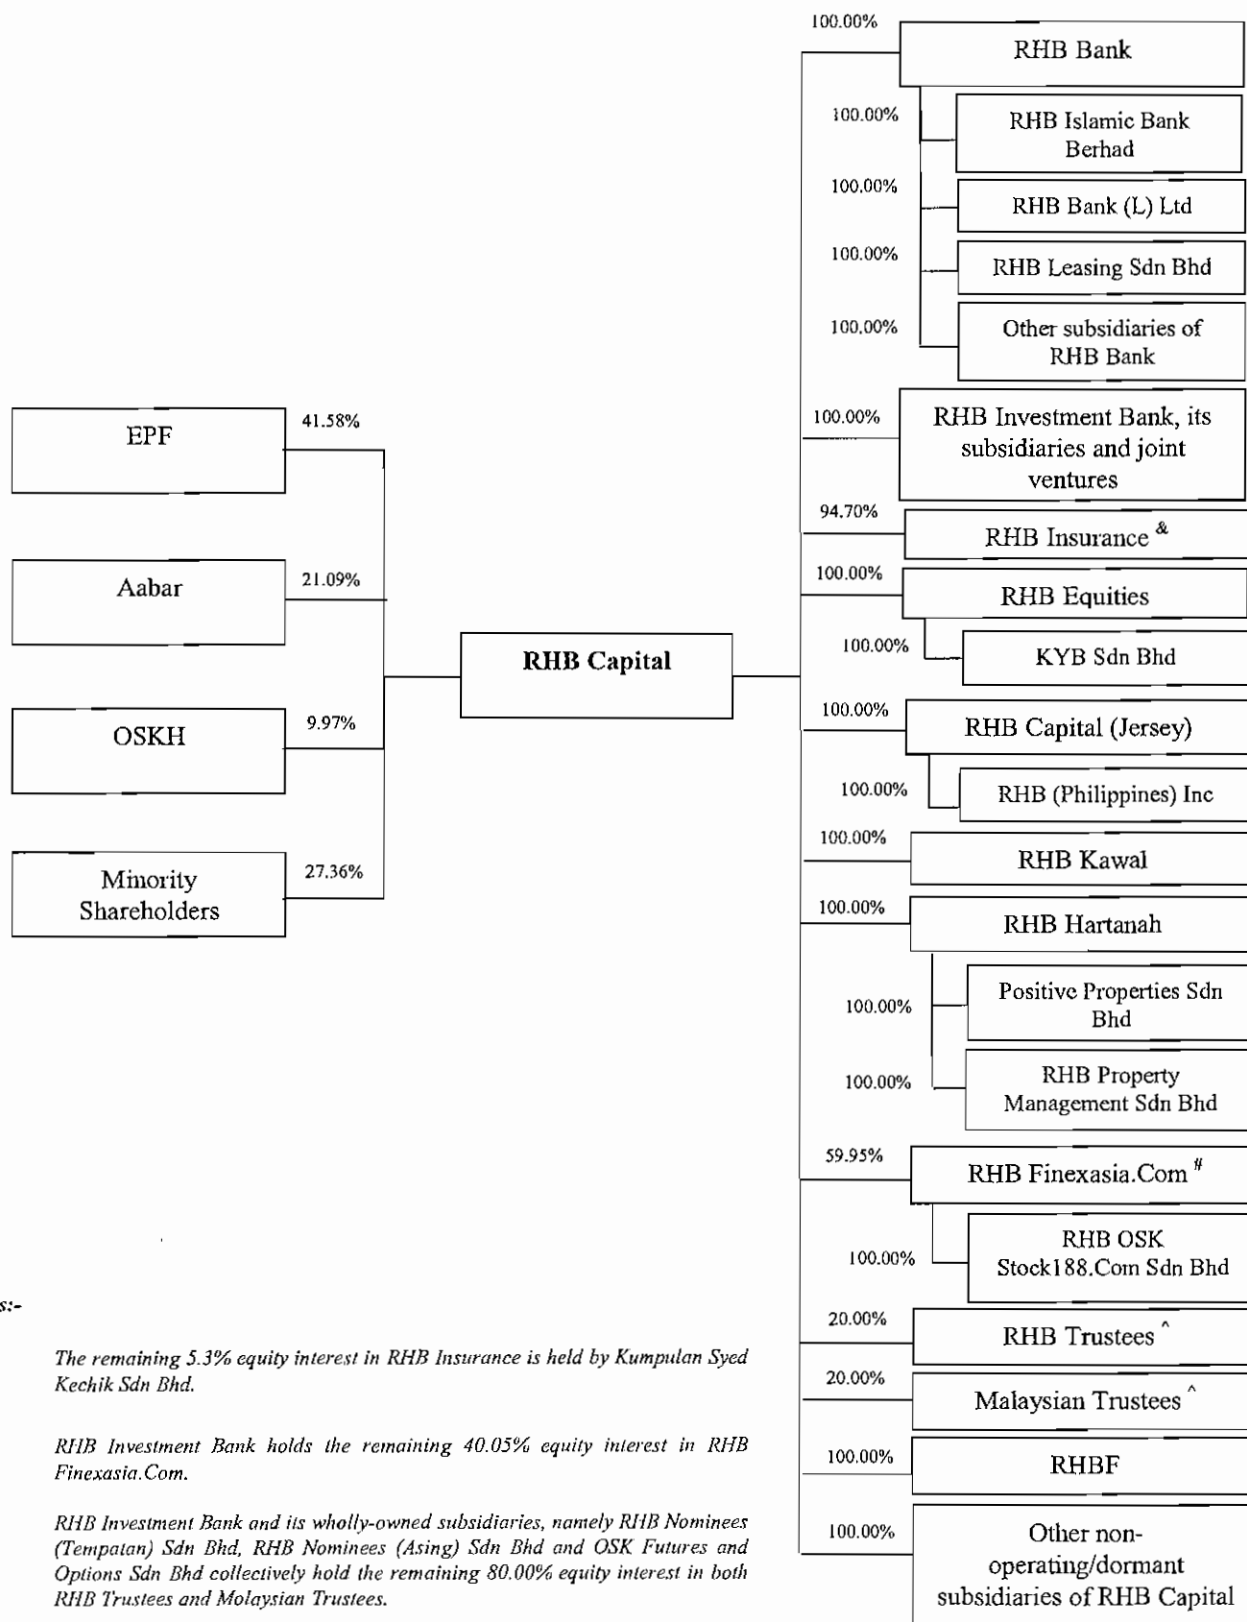 100.00%
RHB Bank
100.00%
RHB Islamic Bank
Berhad
100.00%
RHB Bank (L) Ltd
100.00%
RHB Leasing Sdn Bhd
100.00%
Other subsidiaries of
RHB Bank
EPF
41.58%
100.00%
RHB Investment Bank, its
subsidiaries and joint
ventures
94.70%
RHB Insurance &
Aabar
21.09%
100.00%
RHB Equities
100.00%
KYB Sdn Bhd
RHB Capital
OSKH
9.97%
100.00%
RHB Capital (Jersey)
100.00%
RHB (Philippines) Inc
Minority
Shareholders
27.36%
100.00%
RHB Kawal
100.00%
RHB Hartanah
100.00%
Positive Properties Sdn
Bhd
100.00%
RHB Property
Management Sdn Bhd
59.95%
RHB Finexasia.Com #
100.00%
RHB OSK
Stock188.Com Sdn Bhd
20.00%
RHB Trustees ^
20.00%
Malaysian Trustees ^
100.00%
RHBF
100.00%
Other non-
operating/dormant
subsidiaries of RHB Capital
s:-
The remaining 5.3% equity interest in RHB Insurance is held by Kumpulan Syed
Kechik Sdn Bhd.
RHB Investment Bank holds the remaining 40.05% equity interest in RHB
Finexasia.Com.
RHB Investment Bank and its wholly-owned subsidiaries, namely RHB Nominees
(Tempatan) Sdn Bhd, RHB Nominees (Asing) Sdn Bhd and OSK Futures and
Options Sdn Bhd collectively hold the remaining 80.00% equity interest in both
RHB Trustees and Malaysian Trustees.